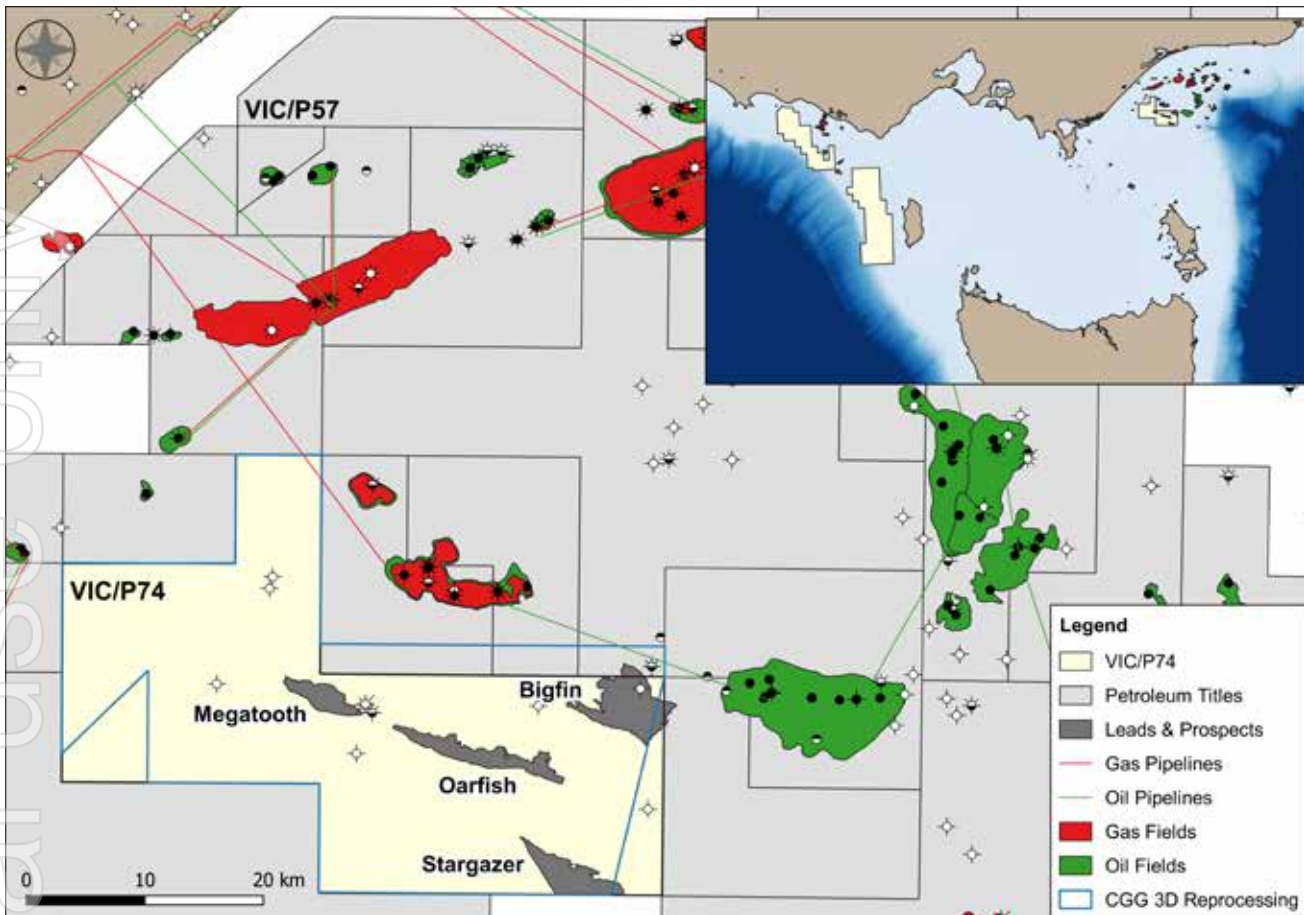 VIC/P57
VIC/P74
Megatooth
Bigfin
Oarfish
Stargazer
0 10 20 km
Legend
VIC/P74
Petroleum Titles
Leads & Prospects
Gas Pipelines
Oil Pipelines
Gas Fields
Oil Fields
CGG 3D Reprocessing